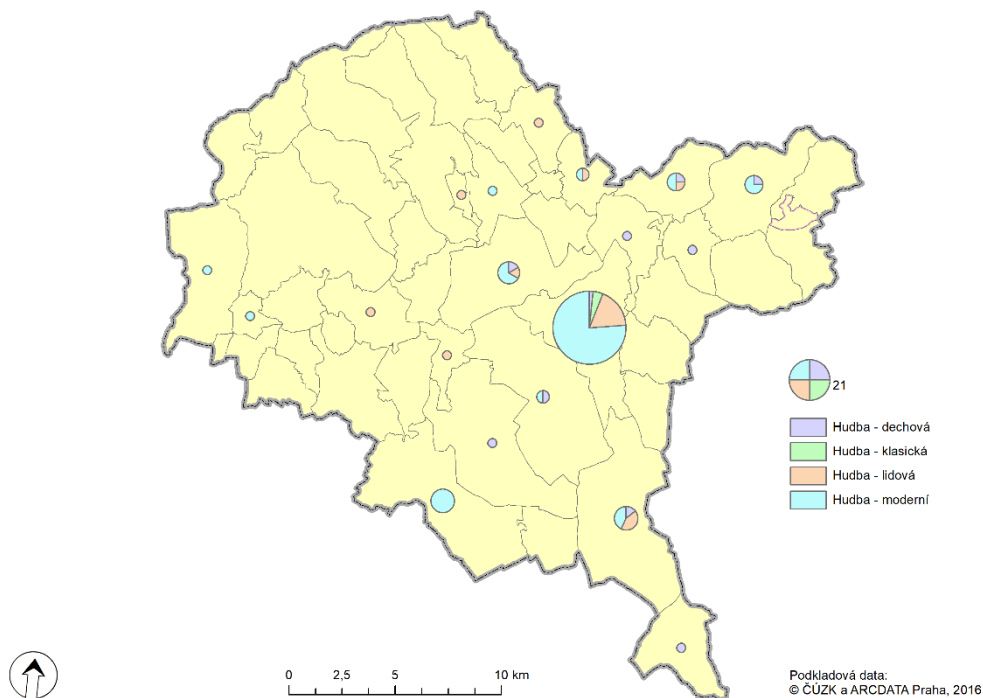 21
Hudba - dechová
Hudba - klasická
Hudba - lidová
Hudba - moderní
0 2,5 5 10 km
Podkladová data:
© ČÚZK a ARCDATA Praha, 2016